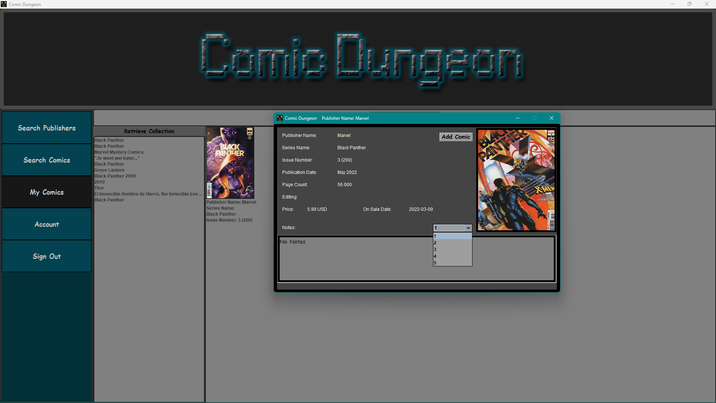 Comic Dungeon
Comic Dungeon
Search Publishers
Search Comics
My Comics
Account
Sign Out
Retrieve Collection
Black Panther
Black Panther
Marvel Mystery Comics
"Je weet wel kater..."
Black Panther
Green Lantern
Black Panther 2099
2010
Thor
El Invencible Hombre de Hierro, the Invincible Iron...
Black Panther
BLACK PANTHER
Publisher Name: Marvel
Series Name:
Black Panther
Issue Number: 3 (200)
Comic Dungeon Publisher Name: Marvel
Publisher Name: Marvel
Add Comic
Series Name: Black Panther
Issue Number: 3 (200)
Publication Date: May 2022
Page Count: 56.000
Editing
Price: 5.99 USD On Sale Date: 2022-03-09
Notes:
1
1
2
3
4
5
No Notes
X-MEN